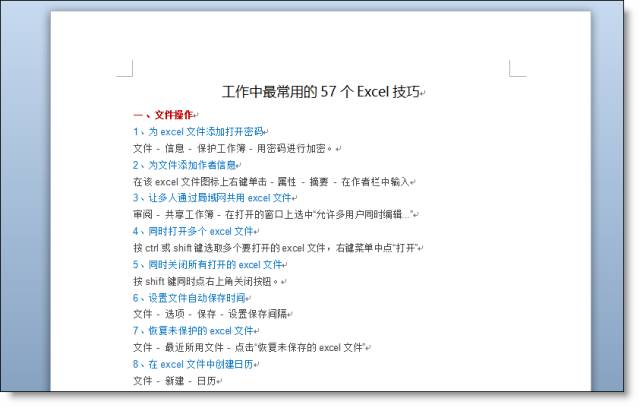 工作中最常用的 57 个 Excel 技巧
一、文件操作
1、为 excel 文件添加打开密码
文件 - 信息 - 保护工作簿 - 用密码进行加密。
2、为文件添加作者信息
在该 excel 文件图标上右键单击 - 属性 - 摘要 - 在作者栏中输入
3、让多人通过局域网共用 excel 文件
审阅 - 共享工作簿 - 在打开的窗口上选中“允许多用户同时编辑...”
4、同时打开多个 excel 文件
按 ctrl 或 shift 键选取多个要打开的 excel 文件，右键菜单中点“打开”
5、同时关闭所有打开的 excel 文件
按 shift 键同时点右上角关闭按钮。
6、设置文件自动保存时间
文件 - 选项 - 保存 - 设置保存间隔
7、恢复未保护的 excel 文件
文件 - 最近所用文件 - 点击“恢复未保存的 excel 文件”
8、在 excel 文件中创建日历
文件 - 新建 - 日历